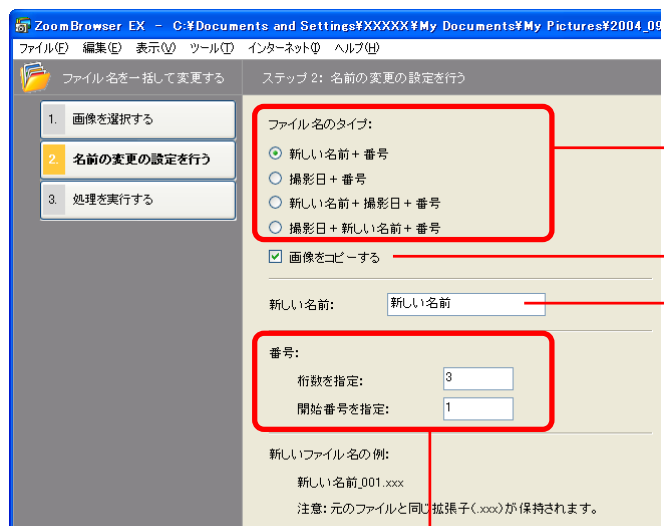 ZoomBrowser EX - C:¥Documents and Settings¥XXXXX¥My Documents¥My Pictures¥2004_09
ファイル(F) 編集(E) 表示(V) ツール(T) インターネット(I) ヘルプ(H)
ファイル名を一括して変更する
ステップ 2: 名前の変更の設定を行う
1. 画像を選択する
2. 名前の変更の設定を行う
3. 処理を実行する
ファイル名のタイプ:
新しい名前+番号
撮影日+番号
新しい名前+撮影日+番号
撮影日+新しい名前+番号
画像をコピーする
新しい名前: 新しい名前
番号:
桁数を指定: 3
開始番号を指定: 1
新しいファイル名の例:
新しい名前_001.xxx
注意: 元のファイルと同じ拡張子(.xxx)が保持されます。